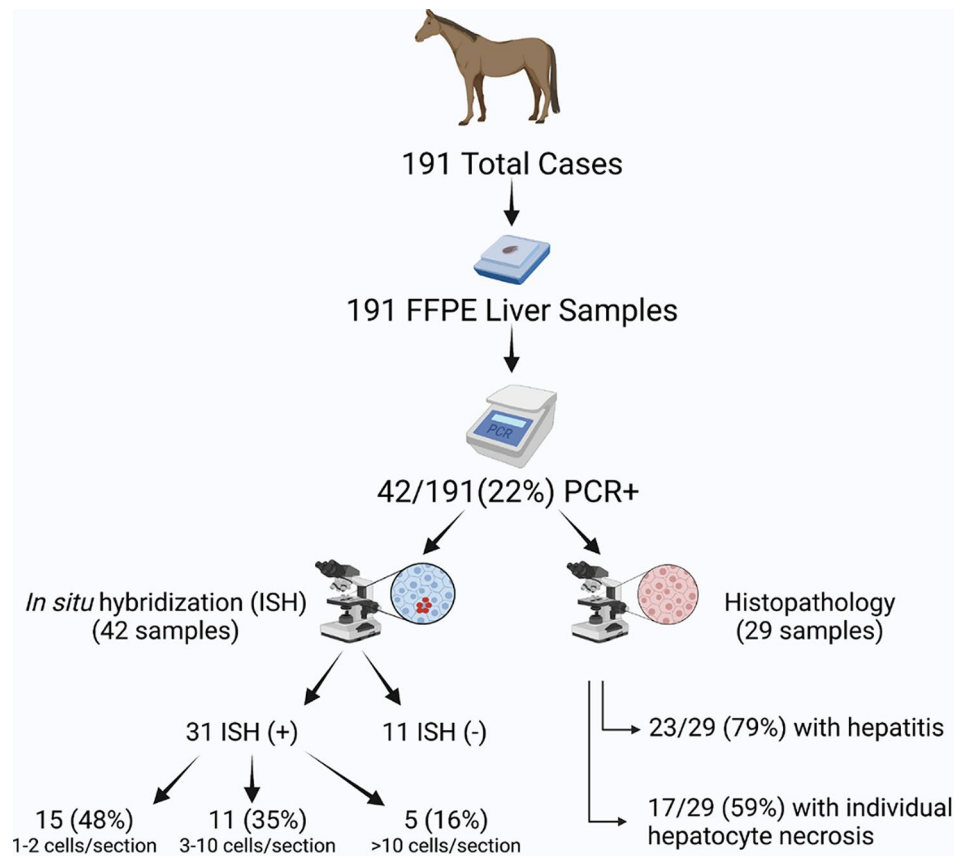 191 Total Cases
191 FFPE Liver Samples
PCR
42/191(22%) PCR+
In situ hybridization (ISH)
(42 samples)
Histopathology
(29 samples)
31 ISH (+)
11 ISH (-)
15 (48%)
1-2 cells/section
11 (35%)
3-10 cells/section
5 (16%)
>10 cells/section
23/29 (79%) with hepatitis
17/29 (59%) with individual
hepatocyte necrosis